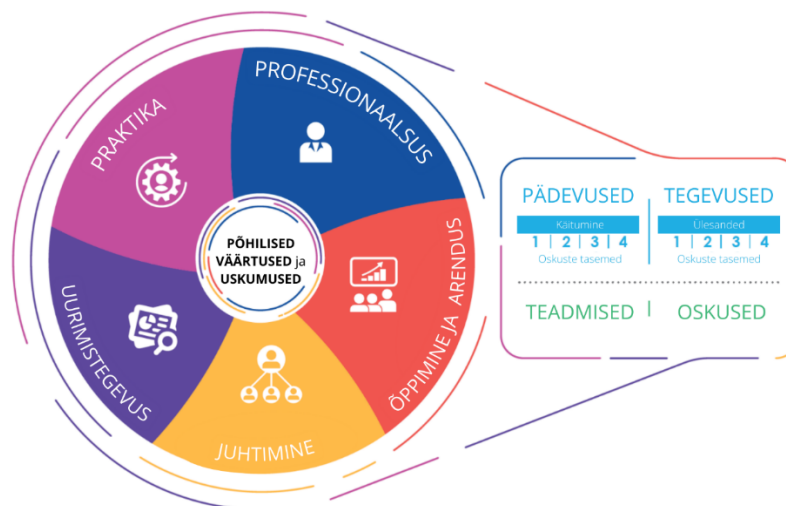 PRAKTIKA
PROFESSIONAALSUS
ÕPPIMINE JA ARENDUS
JUHTIMINE
UURIMISTEGEVUS
PÕHILISED
VÄÄRTUSED ja
USKUMUSED
PÄDEVUSED
Käitumine
1 | 2 | 3 | 4
Oskuste tasemed
TEGEVUSED
Ülesanded
1 | 2 | 3 | 4
Oskuste tasemed
TEADMISED | OSKUSED